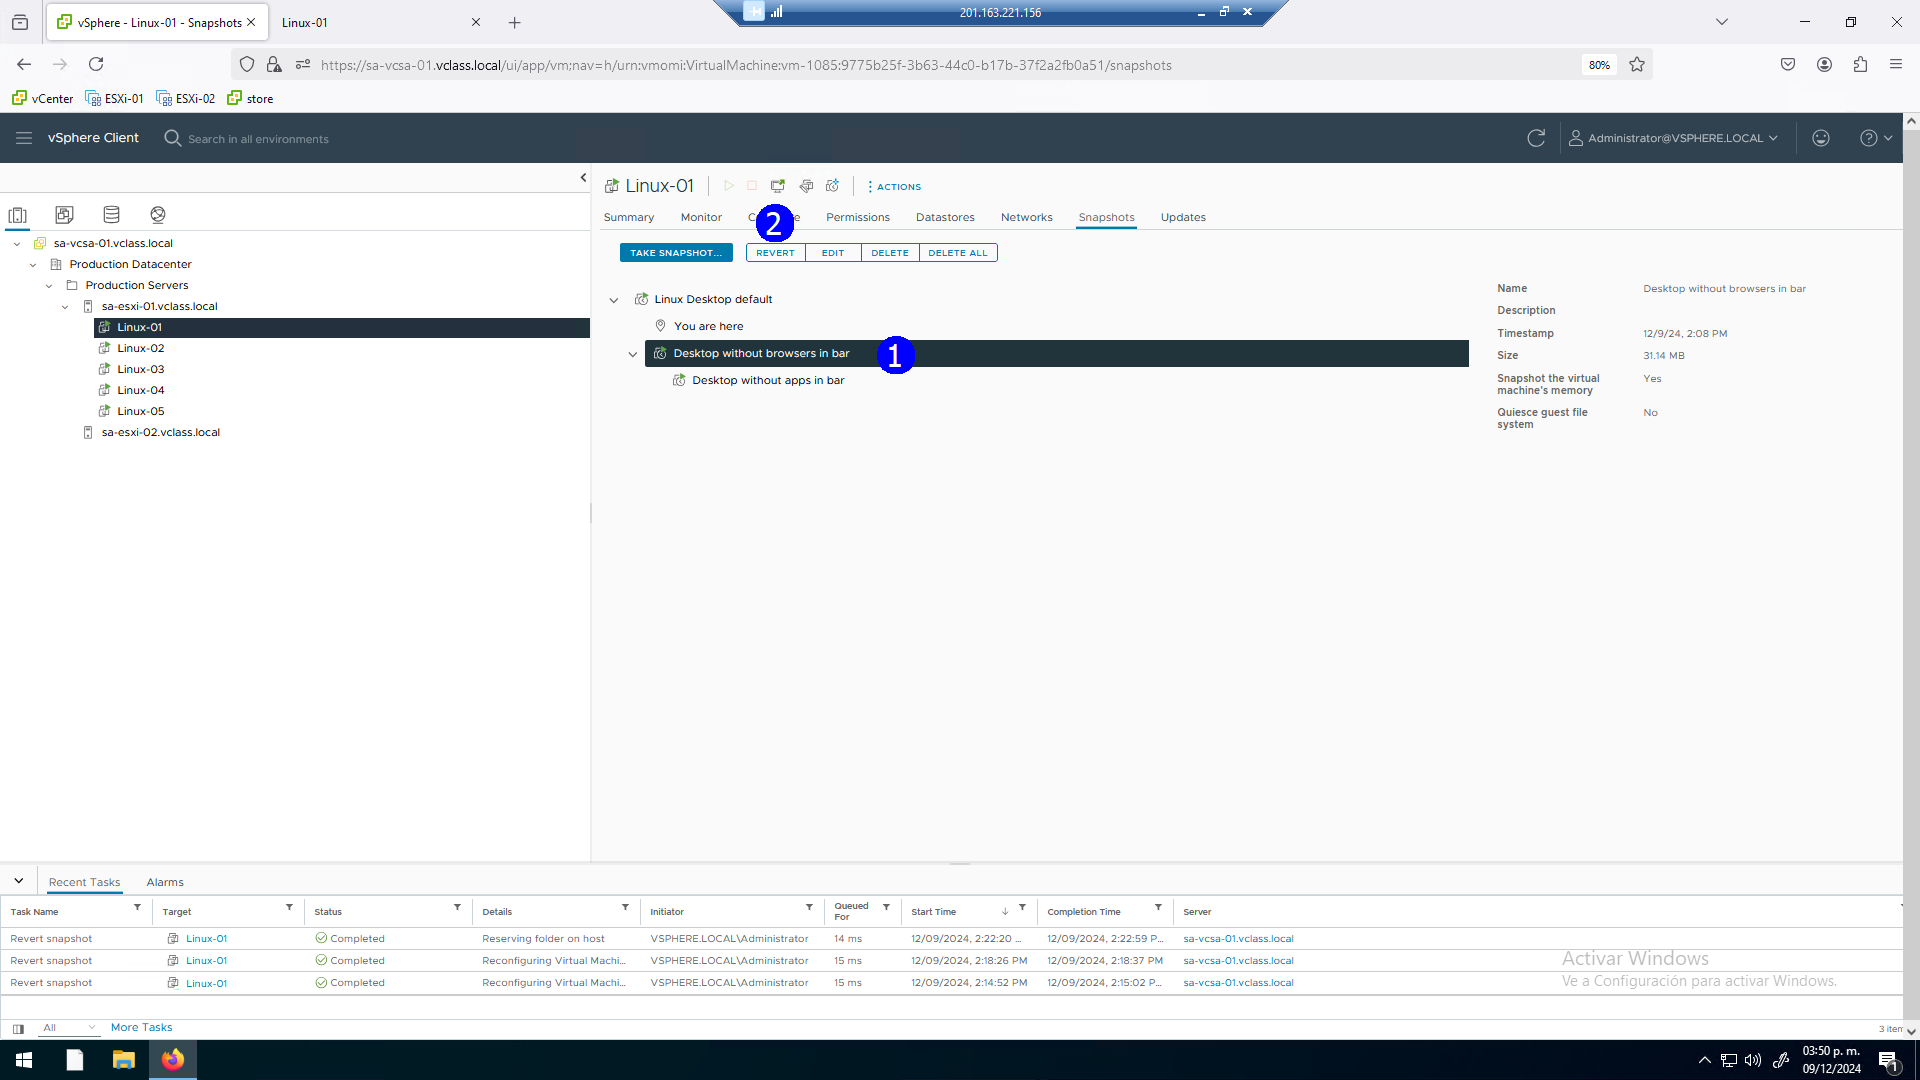 vSphere - Linux-01 - Snapshots
Linux-01
201.163.221.156
https://sa-vcsa-01.vclass.local/ui/app/vm;nav=h/urn:vmomi:VirtualMachine:vm-1085:9775b25f-3b63-44c0-b17b-37f2a2fb0a51/snapshots
80%
vCenter
ESXi-01
ESXi-02
store
vSphere Client
Search in all environments
Administrator@VSPHERE.LOCAL
Linux-01
ACTIONS
Summary
Monitor
Permissions
Datastores
Networks
Snapshots
Updates
2
TAKE SNAPSHOT...
REVERT
EDIT
DELETE
DELETE ALL
sa-vcsa-01.vclass.local
Production Datacenter
Production Servers
sa-esxi-01.vclass.local
Linux-01
Linux-02
Linux-03
Linux-04
Linux-05
sa-esxi-02.vclass.local
Linux Desktop default
You are here
Desktop without browsers in bar
1
Desktop without apps in bar
Name Desktop without browsers in bar
Description
Timestamp 12/9/24, 2:08 PM
Size 31.14 MB
Snapshot the virtual machine's memory Yes
Quiesce guest file system No
Recent Tasks
Alarms
Task Name Target Status Details Initiator Queued For Start Time Completion Time Server
Revert snapshot Linux-01 Completed Reserving folder on host VSPHERE.LOCAL\Administrator 14 ms 12/09/2024, 2:22:20 ... 12/09/2024, 2:22:59 P... sa-vcsa-01.vclass.local
Revert snapshot Linux-01 Completed Reconfiguring Virtual Machi... VSPHERE.LOCAL\Administrator 15 ms 12/09/2024, 2:18:26 PM 12/09/2024, 2:18:37 PM sa-vcsa-01.vclass.local
Revert snapshot Linux-01 Completed Reconfiguring Virtual Machi... VSPHERE.LOCAL\Administrator 15 ms 12/09/2024, 2:14:52 PM 12/09/2024, 2:15:02 P... sa-vcsa-01.vclass.local
Activar Windows
Ve a Configuración para activar Windows.
All
More Tasks
3 item
03:50 p. m.
09/12/2024
1